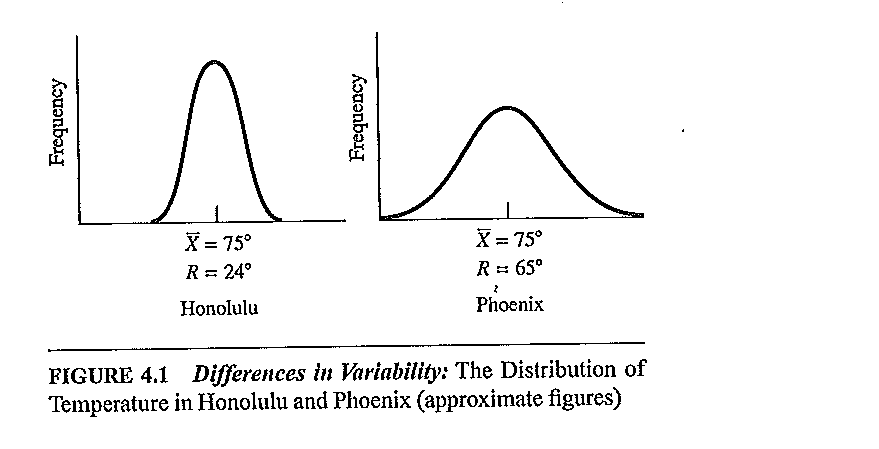 Frequency
Frequency
X̄ = 75°
R = 24°
Honolulu
X̄ = 75°
R = 65°
Phoenix
FIGURE 4.1 Differences in Variability: The Distribution of
Temperature in Honolulu and Phoenix (approximate figures)